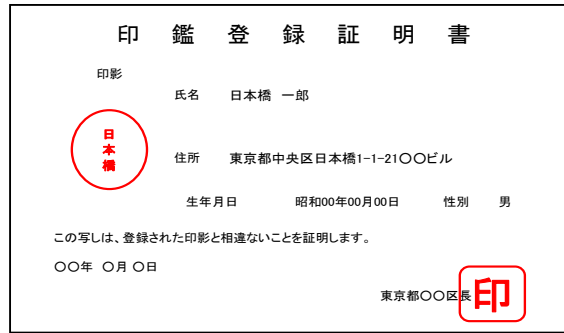 印鑑登録証明書
印影
氏名 日本橋 一郎
日本橋
住所 東京都中央区日本橋1-1-21〇〇ビル
生年月日 昭和00年00月00日 性別 男
この写しは、登録された印影と相違ないことを証明します。
〇〇年 〇月 〇日
東京都〇〇区長 印